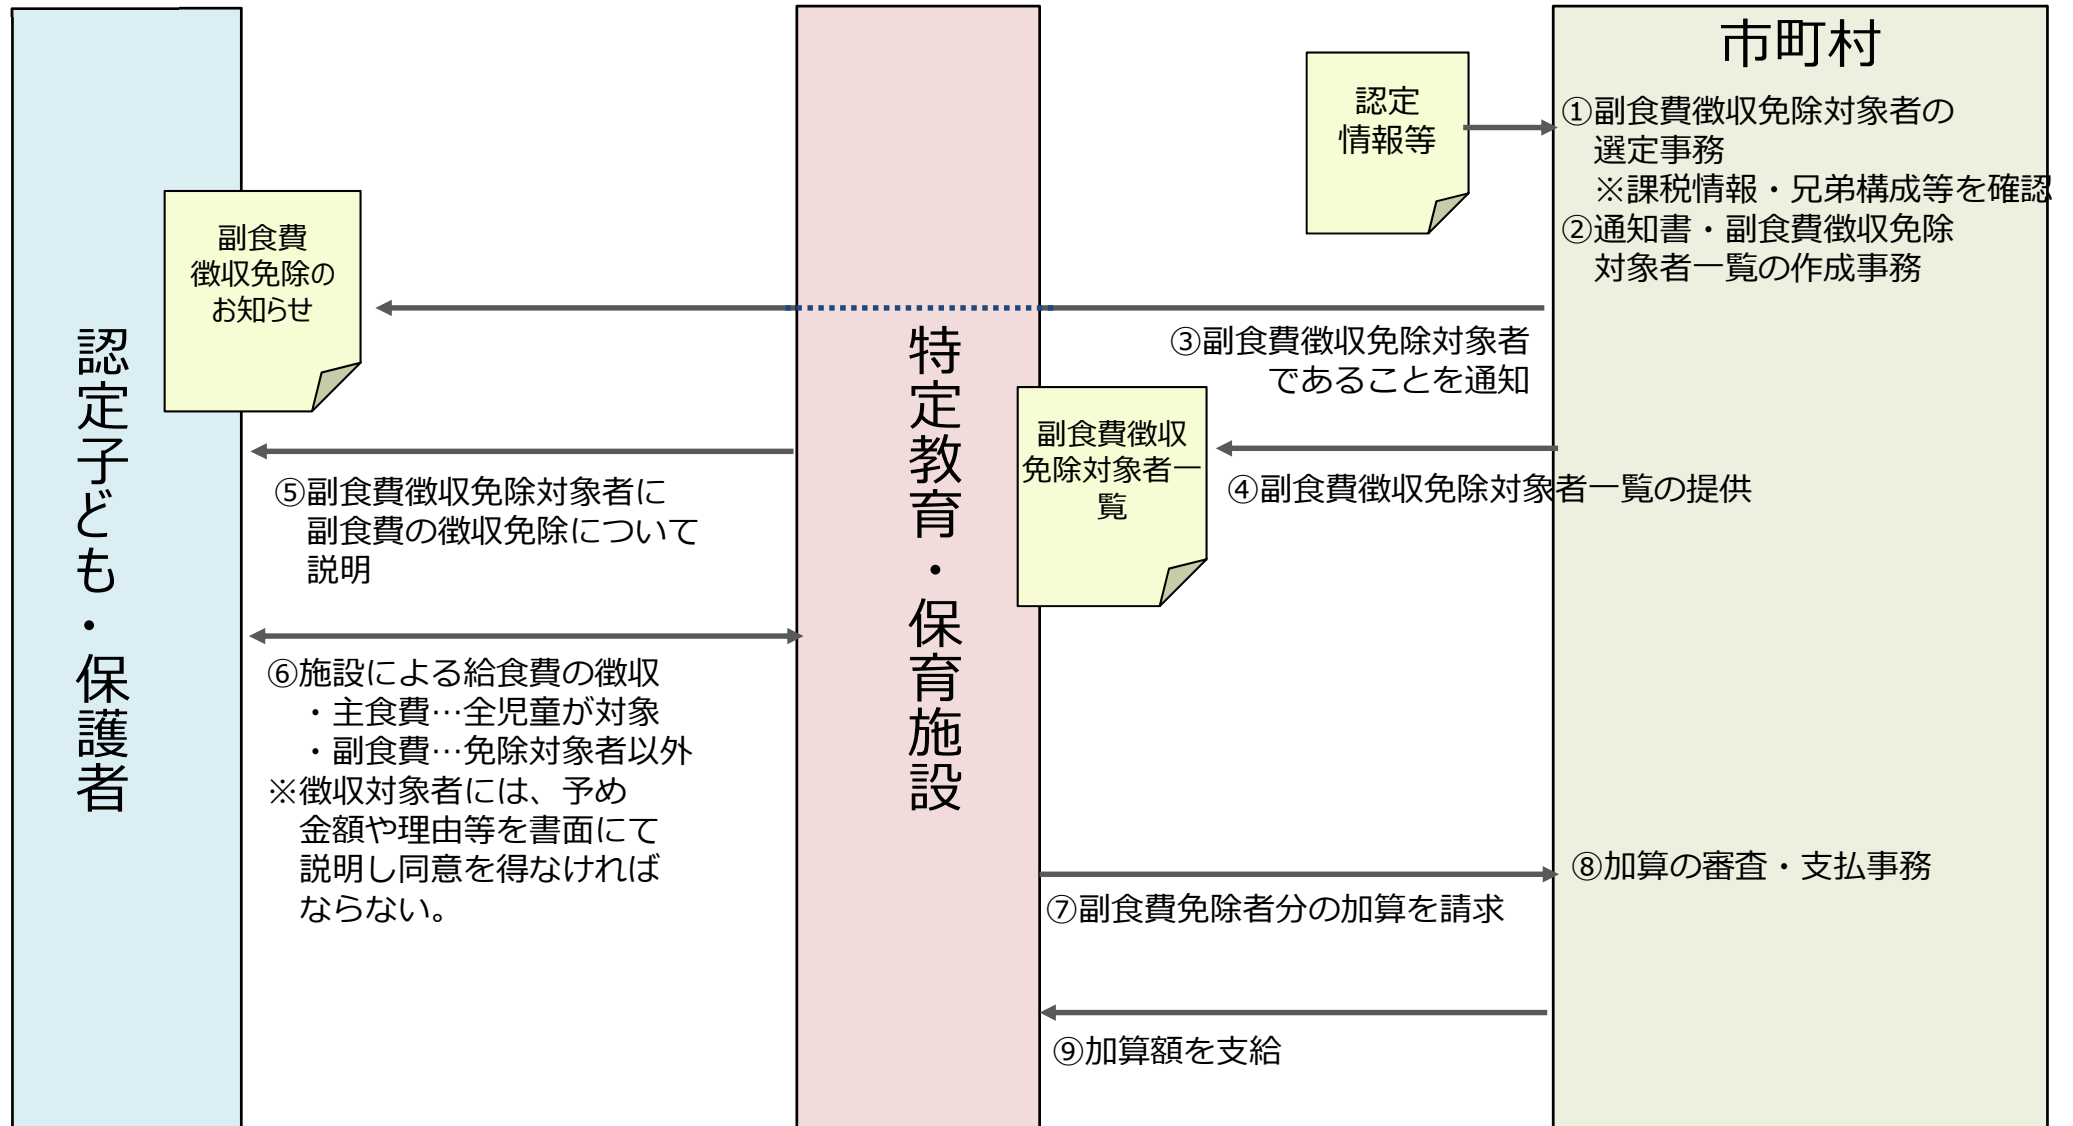 市町村
認定
情報等
①副食費徴収免除対象者の
選定事務
※課税情報・兄弟構成等を確認
②通知書・副食費徴収免除
対象者一覧の作成事務
副食費
徴収免除の
お知らせ
認定子ども・保護者
特定教育・保育施設
③副食費徴収免除対象者
であることを通知
副食費徴収
免除対象者一
覧
④副食費徴収免除対象者一覧の提供
⑤副食費徴収免除対象者に
副食費の徴収免除について
説明
⑥施設による給食費の徴収
・主食費…全児童が対象
・副食費…免除対象者以外
※徴収対象者には、予め
金額や理由等を書面にて
説明し同意を得なければ
ならない。
⑧加算の審査・支払事務
⑦副食費免除者分の加算を請求
⑨加算額を支給